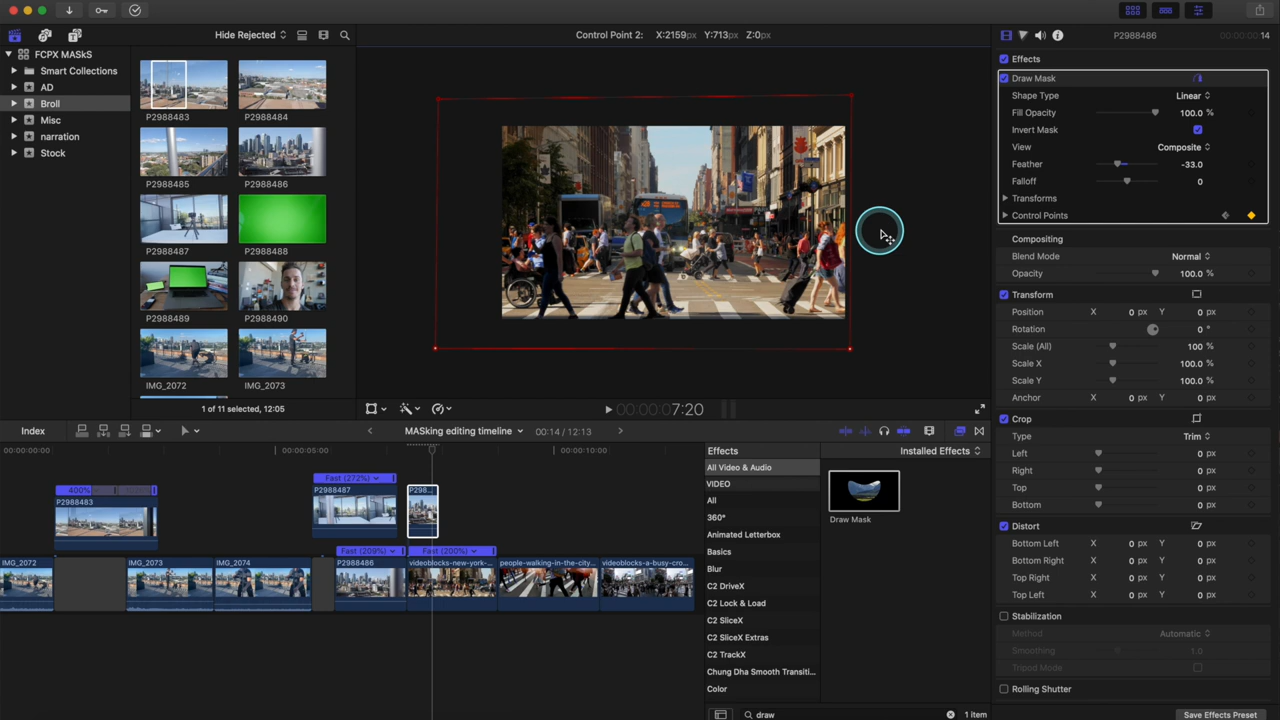 Hide Rejected
Control Point 2: X:2159px Y:713px Z:0px
P2988486 00:00:00:14
FCPX MASkS
Smart Collections
AD
Broll
Misc
narration
Stock
P2988483
P2988484
P2988485
P2988486
P2988487
P2988488
P2988489
P2988490
IMG_2072
IMG_2073
1 of 11 selected, 12:05
00:00:00:07:20
Effects
Draw Mask
Shape Type Linear
Fill Opacity 100.0 %
Invert Mask
View Composite
Feather -33.0
Falloff 0
Transforms
Control Points
Compositing
Blend Mode Normal
Opacity 100.0 %
Transform
Position X 0 px Y 0 px
Rotation 0 °
Scale (All) 100 %
Scale X 100.0 %
Scale Y 100.0 %
Anchor X 0 px Y 0 px
Crop
Type Trim
Left 0 px
Right 0 px
Top 0 px
Bottom 0 px
Distort
Bottom Left X 0 px Y 0 px
Bottom Right X 0 px Y 0 px
Top Right X 0 px Y 0 px
Top Left X 0 px Y 0 px
Stabilization
Method Automatic
Smoothing 1.0
Tripod Mode
Rolling Shutter
Save Effects Preset
Index
MASking editing timeline 00:14 / 12:13
00:00:00:00 00:00:05:00 00:00:10:00
400%
P2988483
Fast (272%)
P2988487
P298...
IMG_2072
IMG_2073
IMG_2074
Fast (209%)
P2988486
Fast (200%)
videoblocks-new-york-...
people-walking-in-the-city...
videoblocks-a-busy-cro...
Effects Installed Effects
All Video & Audio
VIDEO
All
360°
Animated Letterbox
Basics
Blur
C2 DriveX
C2 Lock & Load
C2 SliceX
C2 SliceX Extras
C2 TrackX
Chung Dha Smooth Transiti...
Color
Draw Mask
draw
1 item